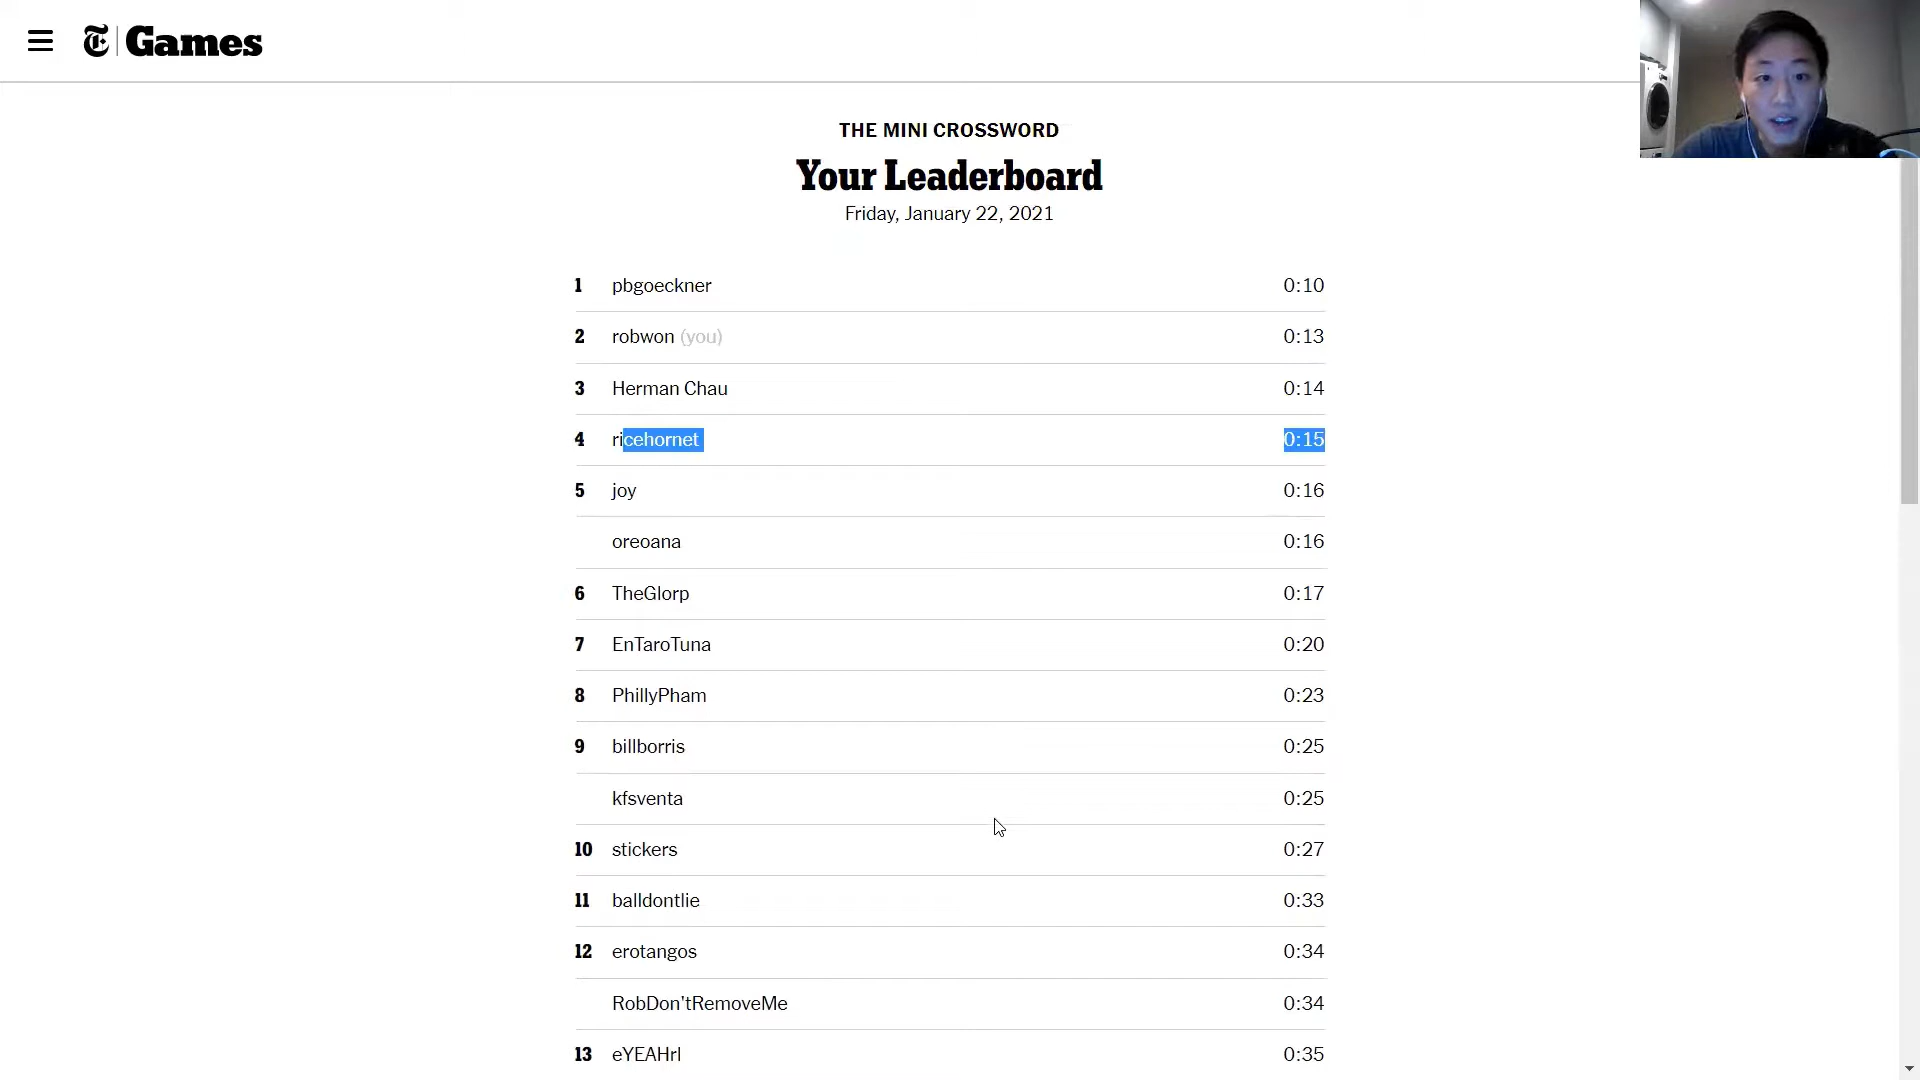 T Games
THE MINI CROSSWORD
Your Leaderboard
Friday, January 22, 2021
1 pbgoeckner 0:10
2 robwon (you) 0:13
3 Herman Chau 0:14
4 ricehornet 0:15
5 joy 0:16
oreoana 0:16
6 TheGlorp 0:17
7 EnTaroTuna 0:20
8 PhillyPham 0:23
9 billborris 0:25
kfsventa 0:25
10 stickers 0:27
11 balldontlie 0:33
12 erotangos 0:34
RobDon'tRemoveMe 0:34
13 eYEAHrl 0:35